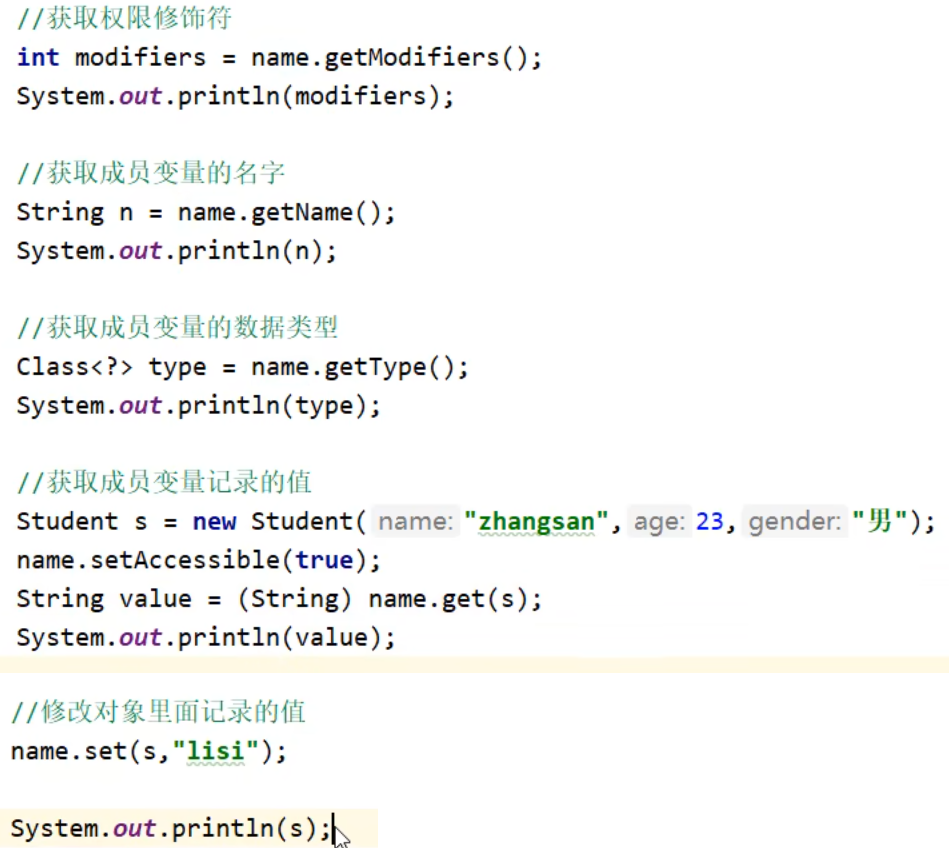 //获取权限修饰符
int modifiers = name.getModifiers();
System.out.println(modifiers);
//获取成员变量的名字
String n = name.getName();
System.out.println(n);
//获取成员变量的数据类型
Class<?> type = name.getType();
System.out.println(type);
//获取成员变量记录的值
Student s = new Student( name: "zhangsan", age: 23, gender: "男");
name.setAccessible(true);
String value = (String) name.get(s);
System.out.println(value);
//修改对象里面记录的值
name.set(s,"lisi");
System.out.println(s);